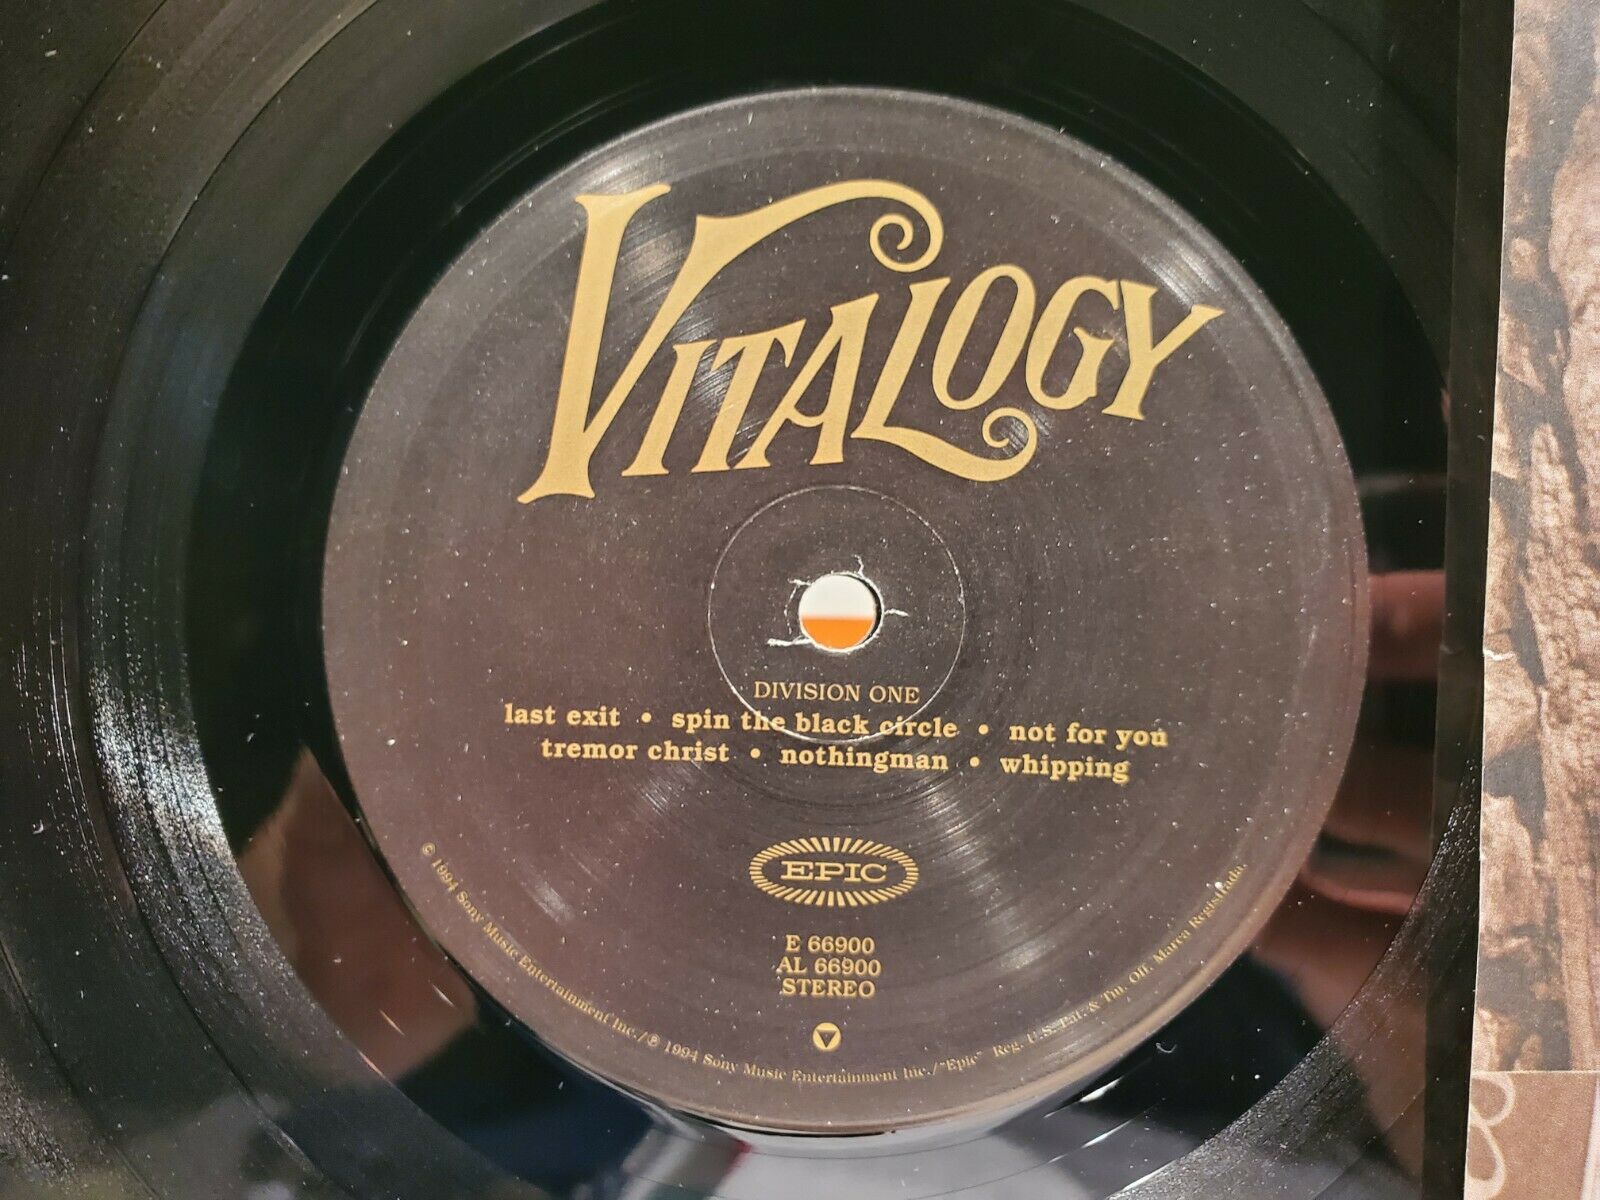 VITALOGY
DIVISION ONE
last exit • spin the black circle • not for you
tremor christ • nothingman • whipping
EPIC
E 66900
AL 66900
STEREO
© 1994 Sony Music Entertainment Inc./℗ 1994 Sony Music Entertainment Inc./"Epic" Reg. U.S. Pat. & Tm. Off. Marca Registrada.